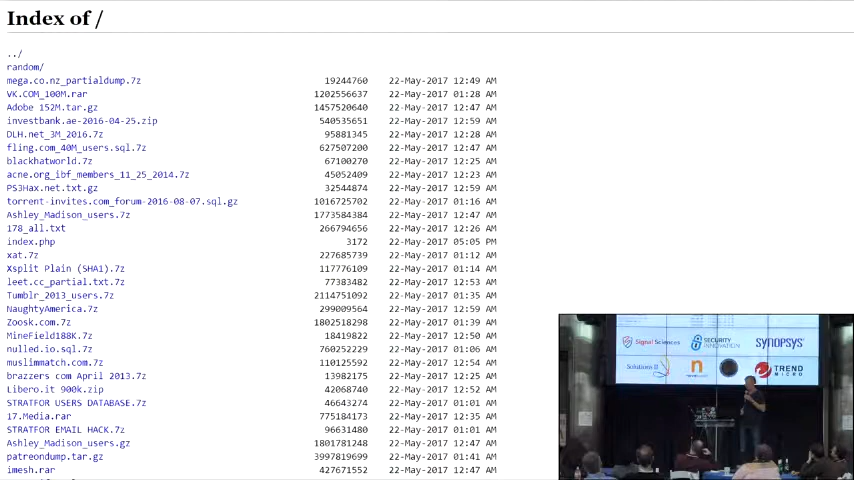 Index of /
../
random/
mega.co.nz_partialdump.7z 19244760 22-May-2017 12:49 AM
VK.COM_100M.rar 1202556637 22-May-2017 01:28 AM
Adobe 152M.tar.gz 1457520640 22-May-2017 12:47 AM
investbank.ae-2016-04-25.zip 540535651 22-May-2017 12:59 AM
DLH.net_3M_2016.7z 95881345 22-May-2017 12:28 AM
fling.com_40M_users.sql.7z 627507200 22-May-2017 12:47 AM
blackhatworld.7z 67100270 22-May-2017 12:25 AM
acne.org_ibf_members_11_25_2014.7z 45052409 22-May-2017 12:23 AM
PS3Hax.net.txt.gz 32544874 22-May-2017 12:59 AM
torrent-invites.com_forum-2016-08-07.sql.gz 1016725702 22-May-2017 01:16 AM
Ashley_Madison_users.7z 1773584384 22-May-2017 12:47 AM
178_all.txt 266794656 22-May-2017 12:26 AM
index.php 3172 22-May-2017 05:05 PM
xat.7z 227685739 22-May-2017 01:12 AM
Xsplit Plain (SHA1).7z 117776109 22-May-2017 01:14 AM
leet.cc_partial.txt.7z 77383482 22-May-2017 12:53 AM
Tumblr_2013_users.7z 2114751092 22-May-2017 01:35 AM
NaughtyAmerica.7z 299009564 22-May-2017 12:59 AM
Zoosk.com.7z 1802518298 22-May-2017 01:39 AM
MineField188K.7z 18419822 22-May-2017 12:50 AM
nulled.io.sql.7z 760252229 22-May-2017 01:06 AM
muslimmatch.com.7z 110125594 22-May-2017 12:54 AM
brazzers com April 2013.7z 13982175 22-May-2017 12:25 AM
Libero.it 900k.zip 42068740 22-May-2017 12:52 AM
STRATFOR USERS DATABASE.7z 46643274 22-May-2017 01:01 AM
17.Media.rar 775184173 22-May-2017 12:35 AM
STRATFOR EMAIL HACK.7z 96631480 22-May-2017 01:01 AM
Ashley_Madison_users.gz 1801781248 22-May-2017 12:47 AM
patreondump.tar.gz 3997819699 22-May-2017 01:41 AM
imesh.rar 427671552 22-May-2017 12:47 AM
Signal Sciences
SECURITY INNOVATION
SYNOPSYS
Solutions II
TREND MICRO